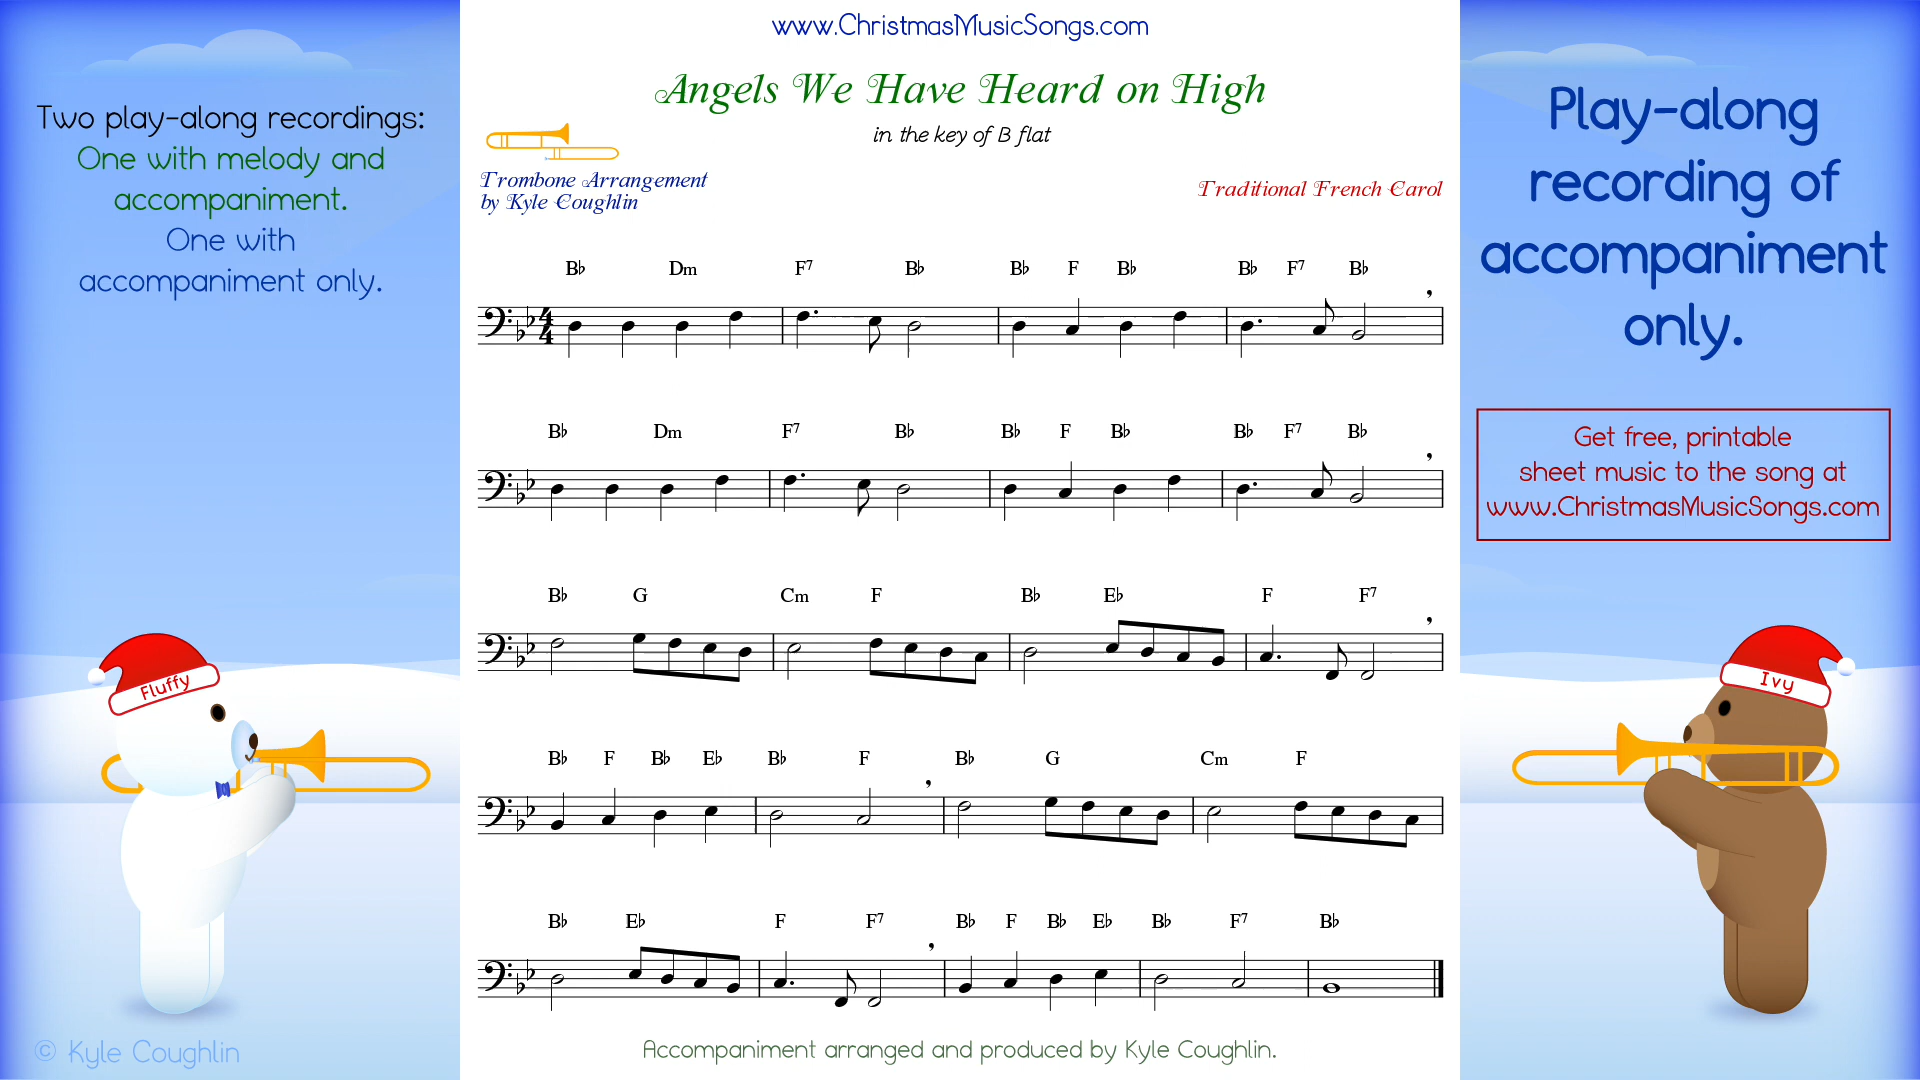 www.ChristmasMusicSongs.com
Angels We Have Heard on High
in the key of B flat
Trombone Arrangement
by Kyle Coughlin
Traditional French Carol
Two play-along recordings:
One with melody and
accompaniment.
One with
accompaniment only.
B♭ Dm F7 B♭ B♭ F B♭ B♭ F7 B♭
4
4
B♭ Dm F7 B♭ B♭ F B♭ B♭ F7 B♭
B♭ G Cm F B♭ E♭ F F7
B♭ F B♭ E♭ B♭ F B♭ G Cm F
B♭ E♭ F F7 B♭ F B♭ E♭ B♭ F7 B♭
Accompaniment arranged and produced by Kyle Coughlin.
Play-along
recording of
accompaniment
only.
Get free, printable
sheet music to the song at
www.ChristmasMusicSongs.com
Fluffy
Ivy
© Kyle Coughlin